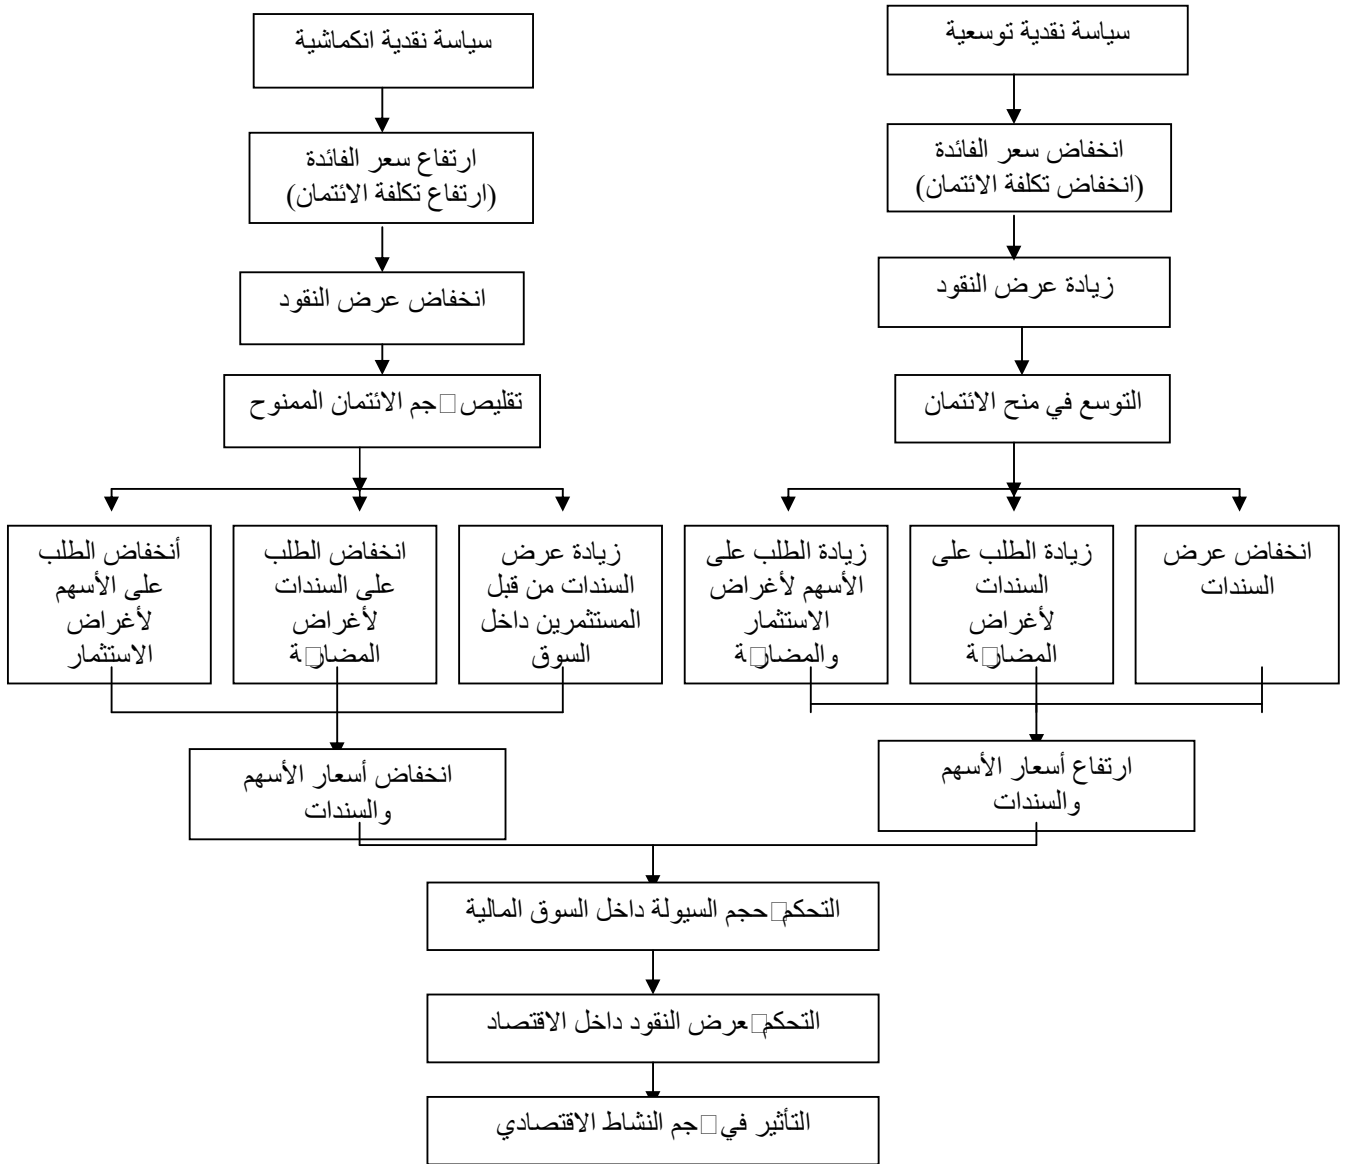 سياسة نقدية توسعية
انخفاض سعر الفائدة
(انخفاض تكلفة الائتمان)
زيادة عرض النقود
التوسع في منح الائتمان
انخفاض عرض
السندات
زيادة الطلب على
السندات
لأغراض
المضار□ة
زيادة الطلب على
الأسهم لأغراض
الاستثمار
والمضار□ة
ارتفاع أسعار الأسهم
والسندات
سياسة نقدية انكماشية
ارتفاع سعر الفائدة
(ارتفاع تكلفة الائتمان)
انخفاض عرض النقود
تقليص □جم الائتمان الممنوح
زيادة عرض
السندات من قبل
المستثمرين داخل
السوق
انخفاض الطلب
على السندات
لأغراض
المضار□ة
أنخفاض الطلب
على الأسهم
لأغراض
الاستثمار
انخفاض أسعار الأسهم
والسندات
التحكم□حجم السيولة داخل السوق المالية
التحكم□عرض النقود داخل الاقتصاد
التأثير في □جم النشاط الاقتصادي